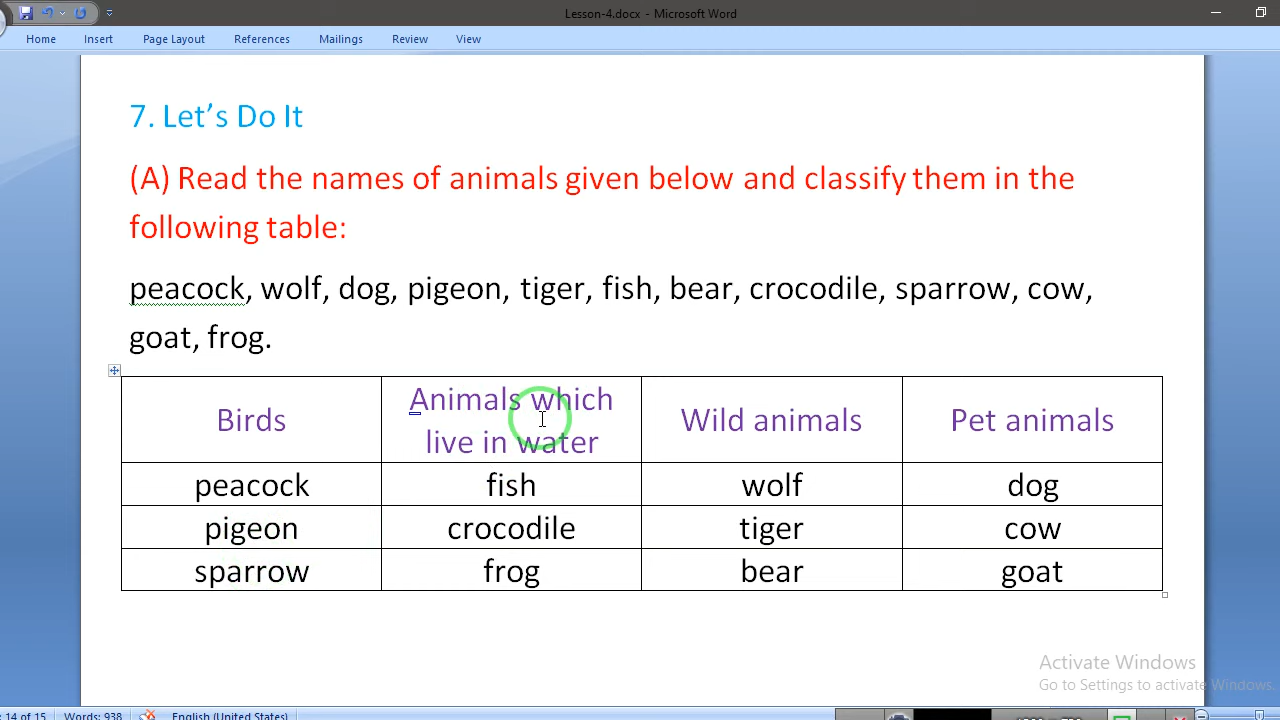 Lesson-4.docx - Microsoft Word
Home Insert Page Layout References Mailings Review View
7. Let’s Do It
(A) Read the names of animals given below and classify them in the
following table:
peacock, wolf, dog, pigeon, tiger, fish, bear, crocodile, sparrow, cow,
goat, frog.
Birds
Animals which
live in water
Wild animals
Pet animals
peacock fish wolf dog
pigeon crocodile tiger cow
sparrow frog bear goat
Activate Windows
Go to Settings to activate Windows.
: 14 of 15 Words: 938 English (United States)